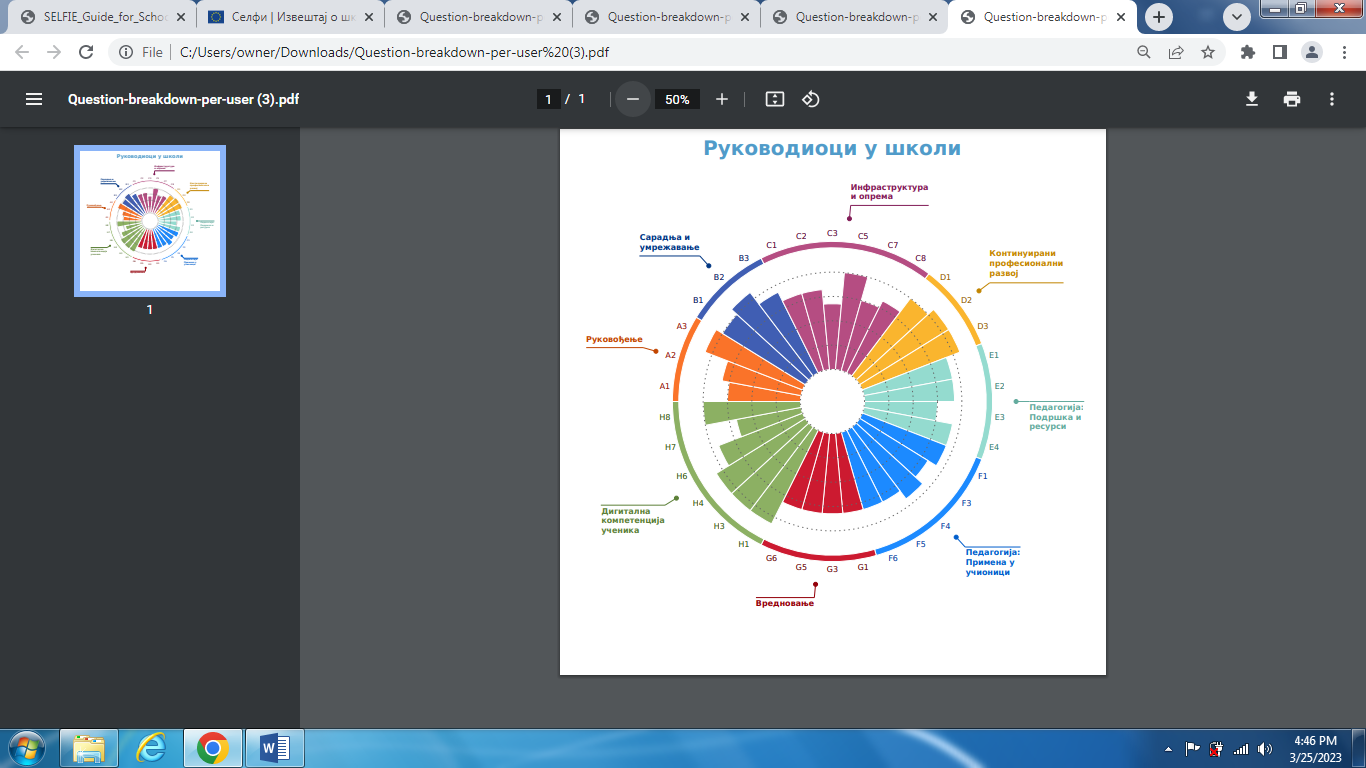 SELFIE_Guide_for_Schoo
Селфи | Извештај о шк
Question-breakdown-p
Question-breakdown-p
Question-breakdown-p
Question-breakdown-p
File | C:/Users/owner/Downloads/Question-breakdown-per-user%20(3).pdf
Question-breakdown-per-user (3).pdf
1 / 1
50%
1
Руководиоци у школи
Инфраструктура
и опрема
Сарадња и
умрежавање
Континуирани
професионални
развој
Руковођење
Педагогија:
Подршка и
ресурси
Дигитална
компетенција
ученика
Педагогија:
Примена у
учионици
Вредновање
A1
A2
A3
B1
B2
B3
C1
C2
C3
C5
C7
C8
D1
D2
D3
E1
E2
E3
E4
F1
F3
F4
F5
F6
G1
G3
G5
G6
H1
H3
H4
H6
H7
H8
4:46 PM
3/25/2023